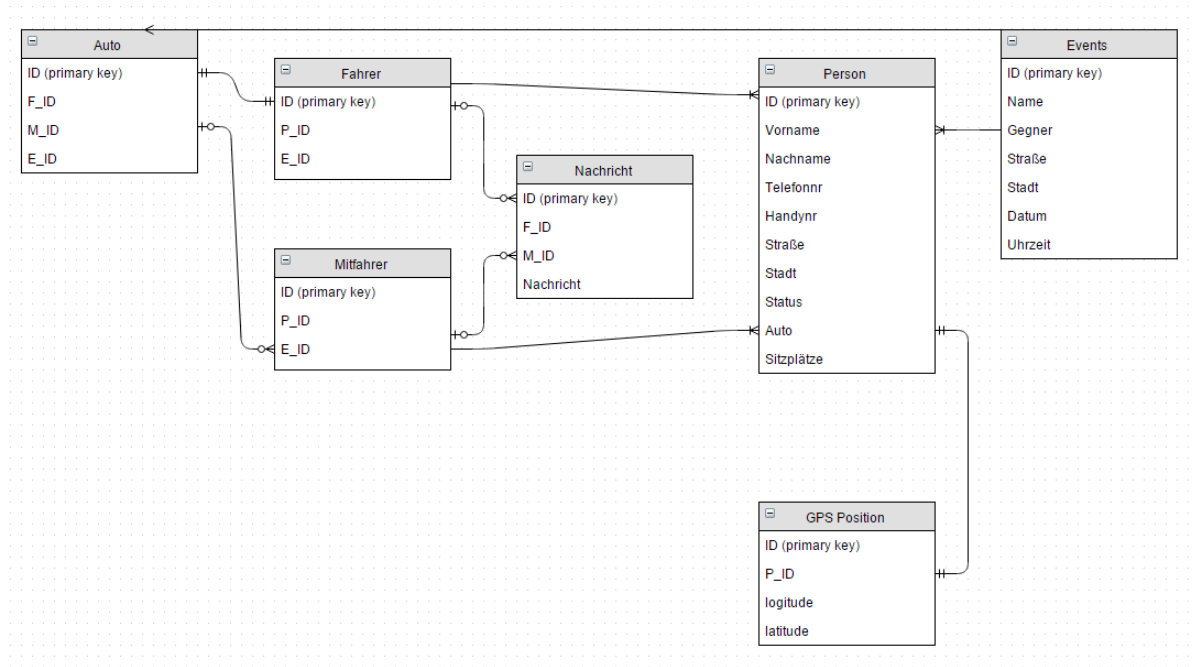 Auto
ID (primary key)
F_ID
M_ID
E_ID
Fahrer
ID (primary key)
P_ID
E_ID
Mitfahrer
ID (primary key)
P_ID
E_ID
Nachricht
ID (primary key)
F_ID
M_ID
Nachricht
Person
ID (primary key)
Vorname
Nachname
Telefonnr
Handynr
Straße
Stadt
Status
Auto
Sitzplätze
Events
ID (primary key)
Name
Gegner
Straße
Stadt
Datum
Uhrzeit
GPS Position
ID (primary key)
P_ID
logitude
latitude